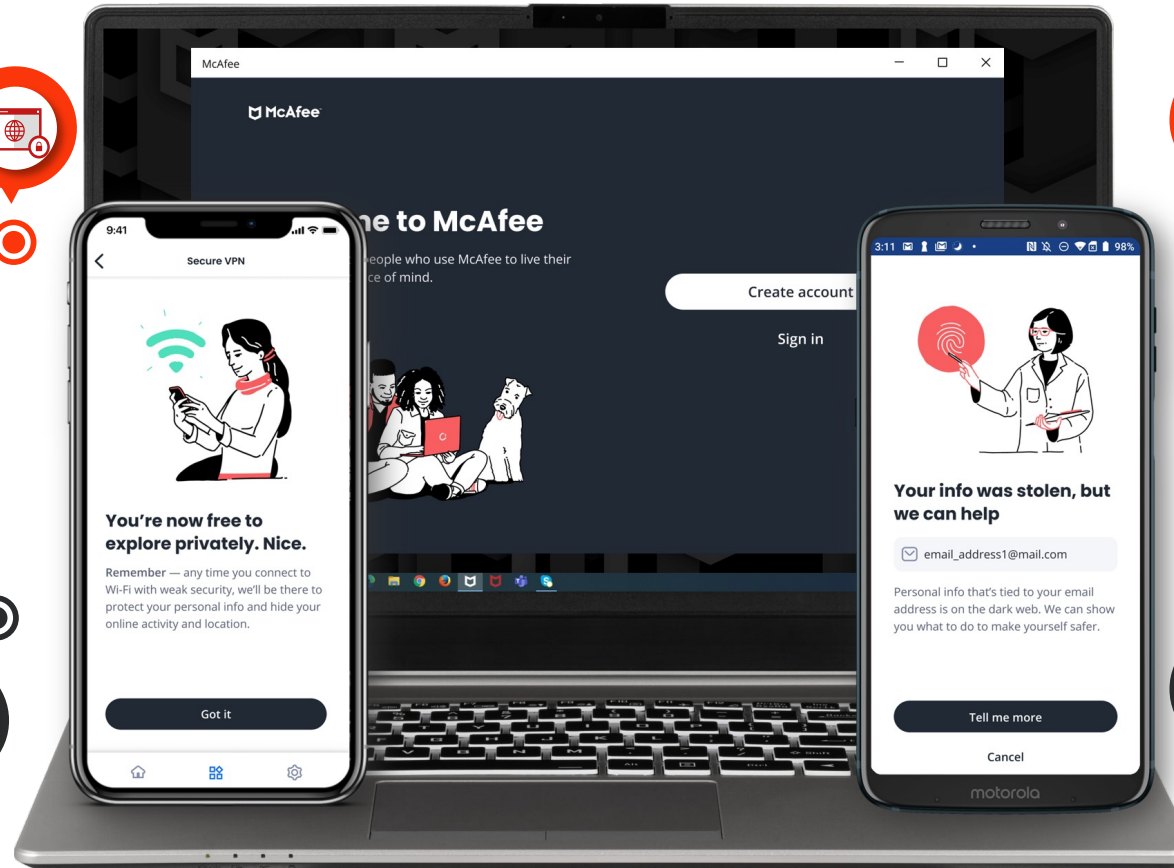 McAfee
McAfee
ne to McAfee
people who use McAfee to live their
ce of mind.
Create account
Sign in
9:41
Secure VPN
You're now free to
explore privately. Nice.
Remember — any time you connect to
Wi-Fi with weak security, we'll be there to
protect your personal info and hide your
online activity and location.
Got it
3:11
98%
Your info was stolen, but
we can help
email_address1@mail.com
Personal info that's tied to your email
address is on the dark web. We can show
you what to do to make yourself safer.
Tell me more
Cancel
motorola